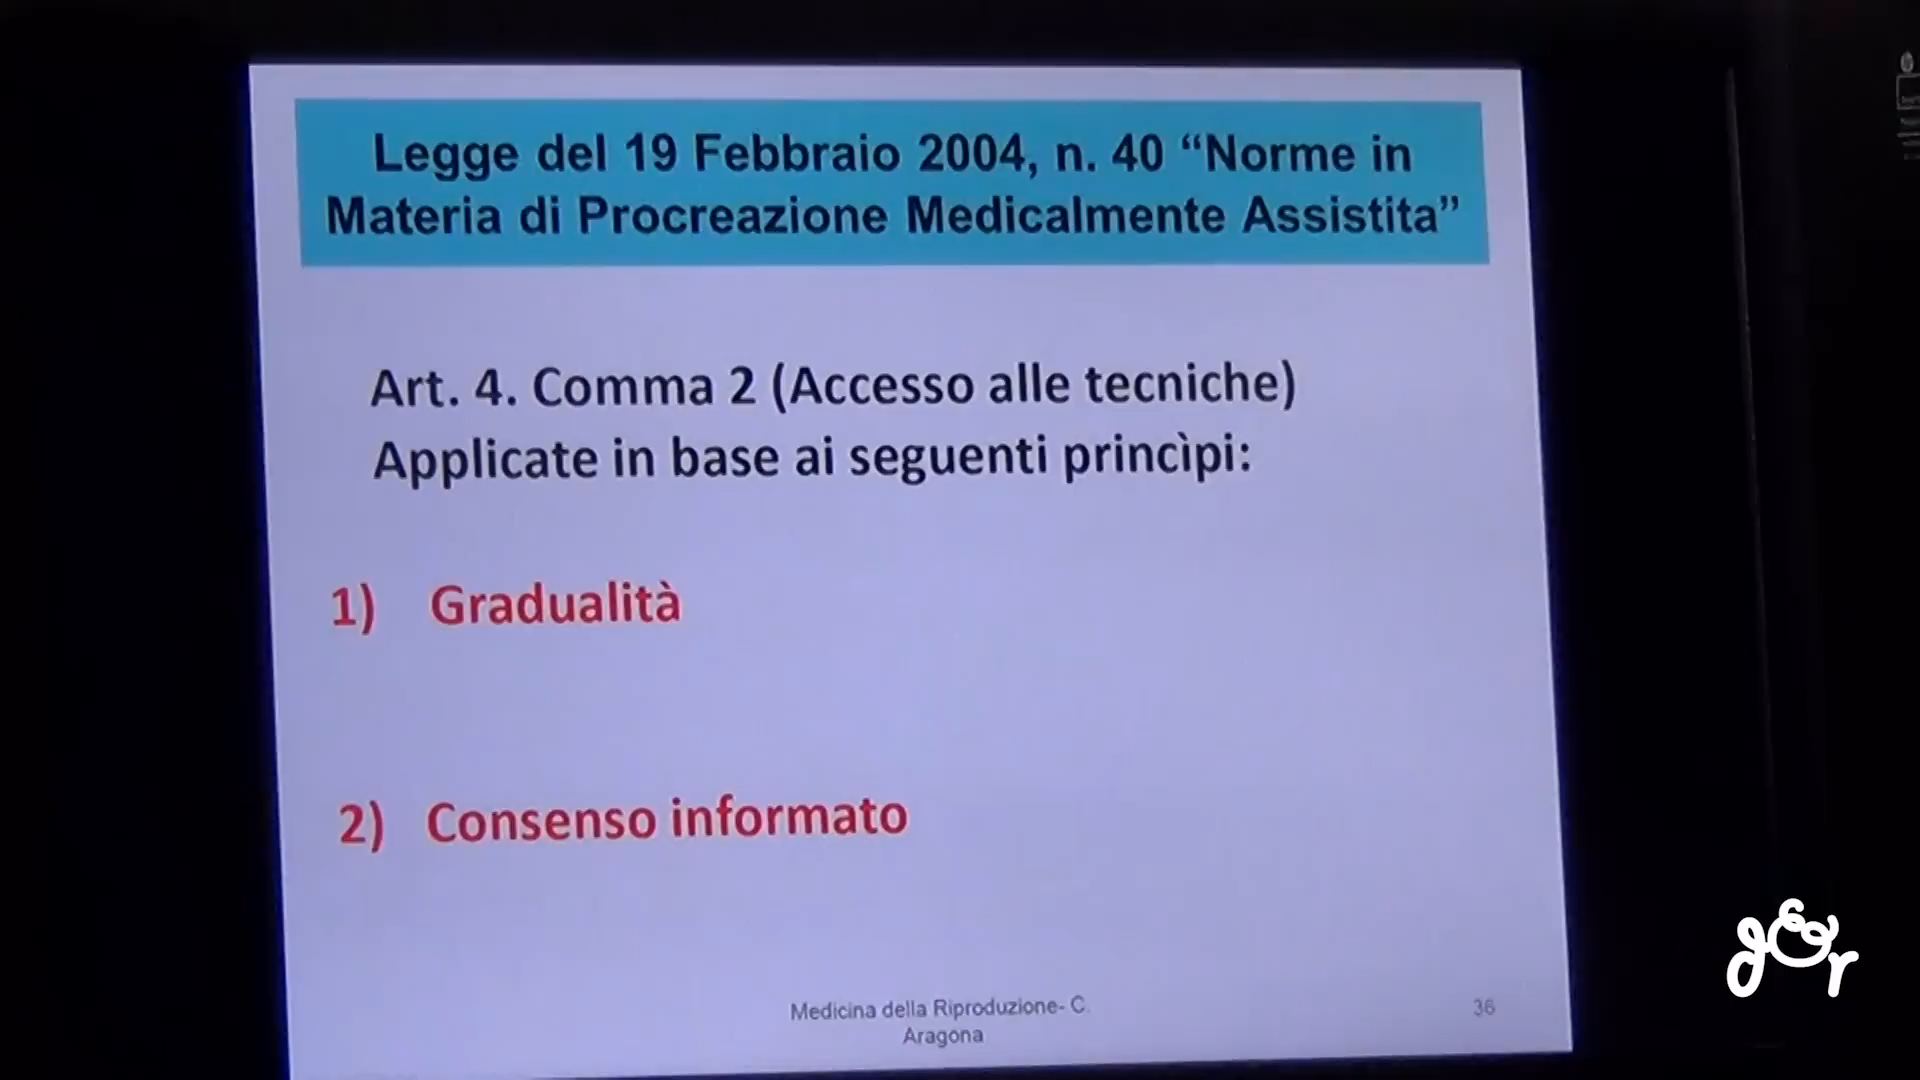 Legge del 19 Febbraio 2004, n. 40 “Norme in
Materia di Procreazione Medicalmente Assistita”
Art. 4. Comma 2 (Accesso alle tecniche)
Applicate in base ai seguenti princìpi:
1) Gradualità
2) Consenso informato
Medicina della Riproduzione- C.
Aragona
36
g&r